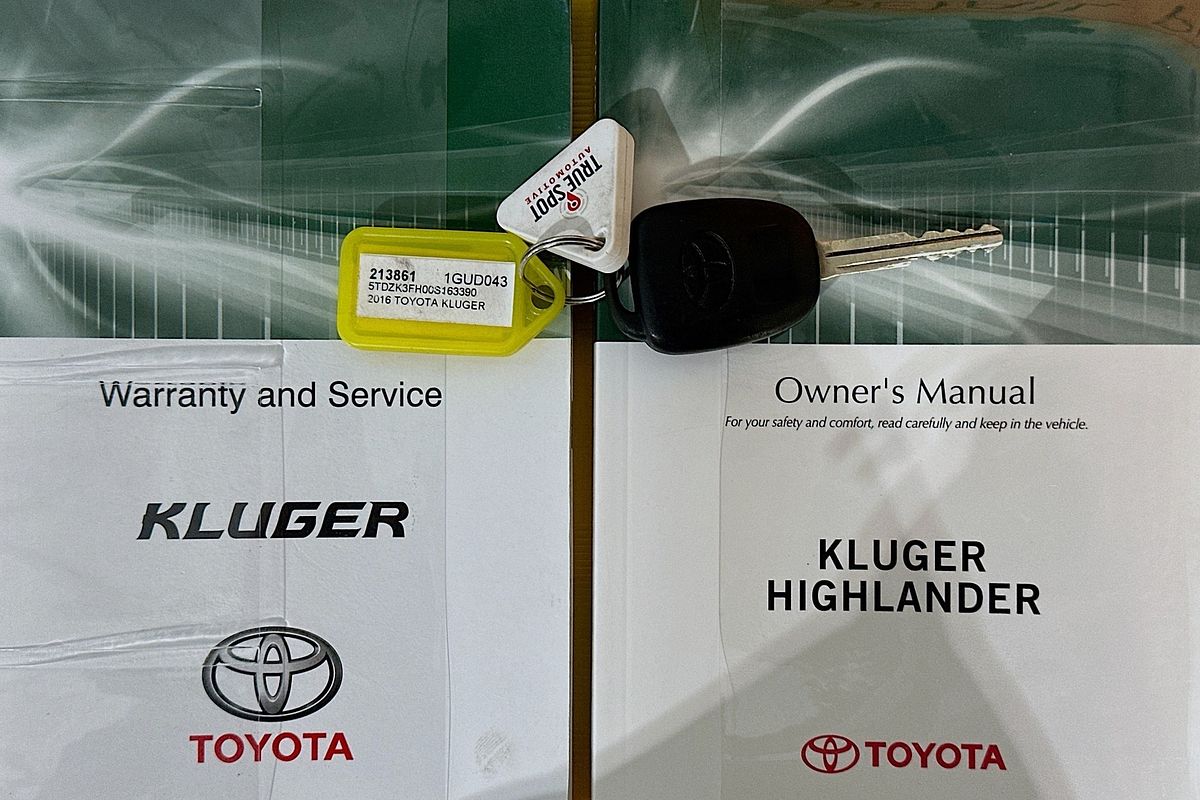 TRUE SPOT
AUTOMOTIVE
213861 1GUD043
5TDZK3FH00S163390
2016 TOYOTA KLUGER
Warranty and Service
KLUGER
TOYOTA
Owner's Manual
For your safety and comfort, read carefully and keep in the vehicle.
KLUGER
HIGHLANDER
TOYOTA